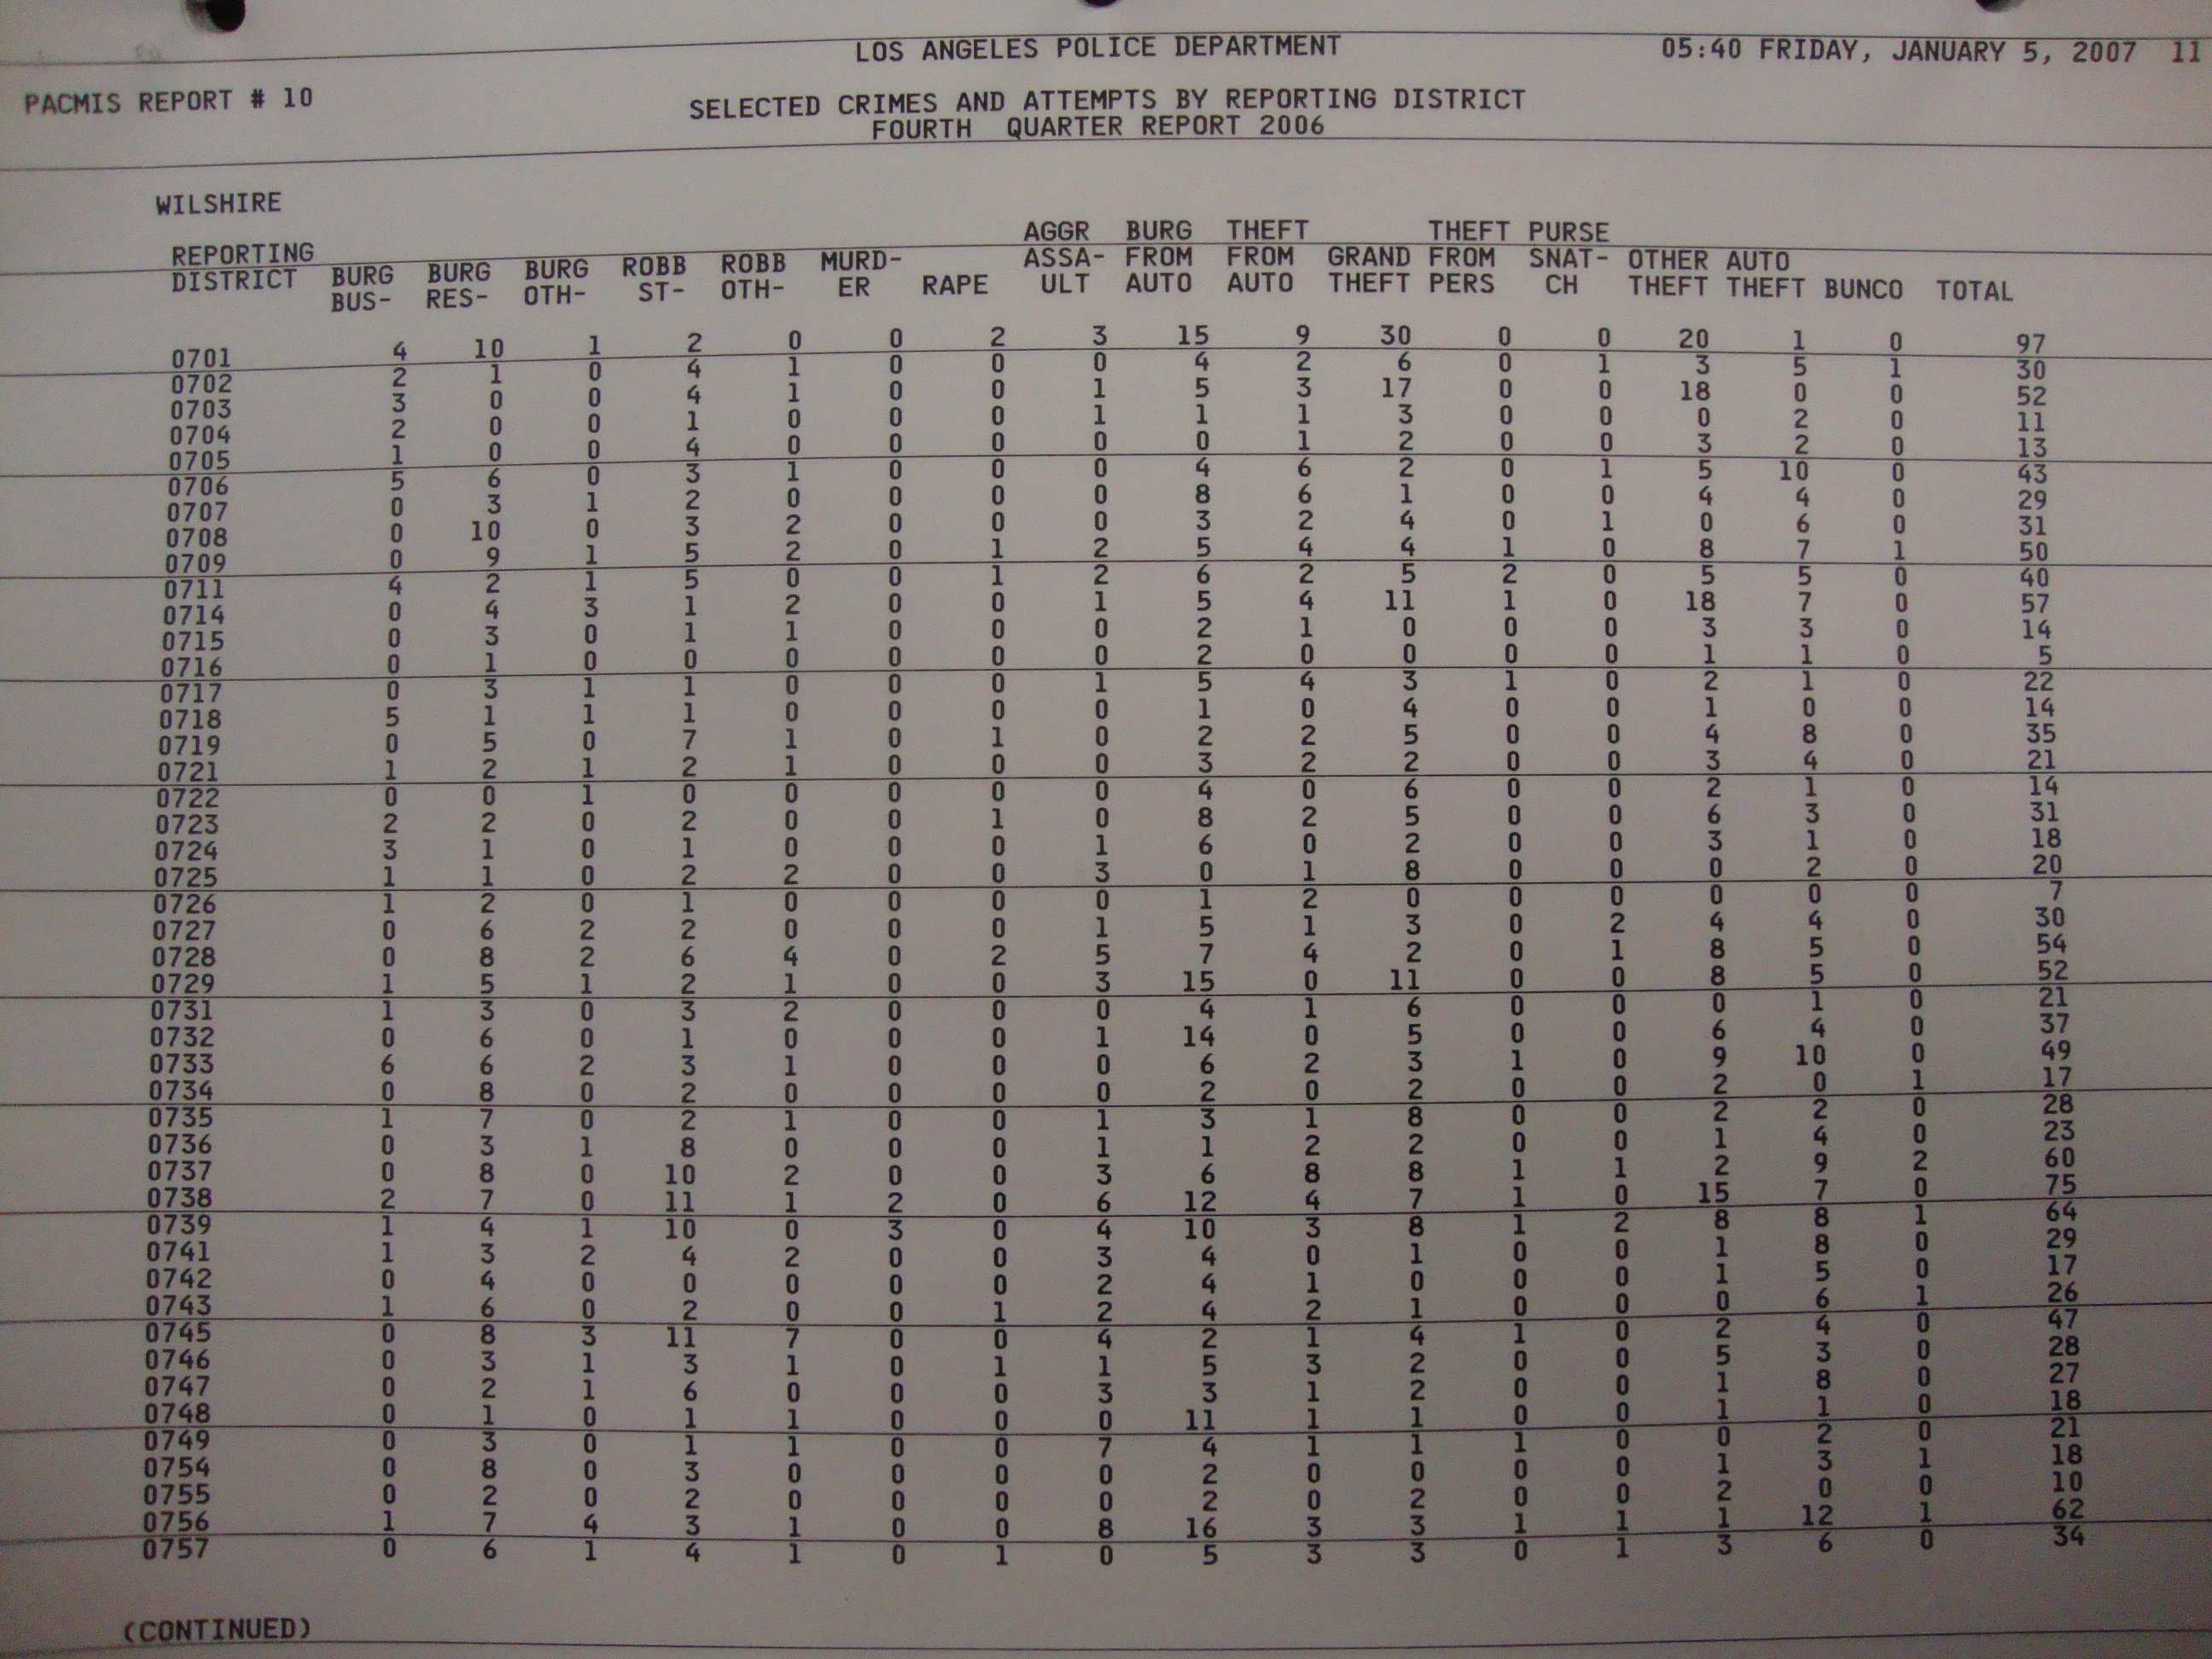 LOS ANGELES POLICE DEPARTMENT 05:40 FRIDAY, JANUARY 5, 2007 11
PACMIS REPORT # 10
SELECTED CRIMES AND ATTEMPTS BY REPORTING DISTRICT
FOURTH QUARTER REPORT 2006
WILSHIRE
AGGR BURG THEFT THEFT PURSE
REPORTING BURG BURG BURG ROBB ROBB MURD- ASSA- FROM FROM GRAND FROM SNAT- OTHER AUTO
DISTRICT BUS- RES- OTH- ST- OTH- ER RAPE ULT AUTO AUTO THEFT PERS CH THEFT THEFT BUNCO TOTAL
0701 4 10 1 2 0 0 2 3 15 9 30 0 0 20 1 0 97
0702 2 1 0 4 1 0 0 0 4 2 6 0 1 3 5 1 30
0703 3 0 0 4 1 0 0 1 5 3 17 0 0 18 0 0 52
0704 2 0 0 1 0 0 0 1 1 1 3 0 0 0 2 0 11
0705 1 0 0 4 0 0 0 0 0 1 2 0 0 3 2 0 13
0706 5 6 0 3 1 0 0 0 4 6 2 0 1 5 10 0 43
0707 0 3 1 2 0 0 0 0 8 6 1 0 0 4 4 0 29
0708 0 10 0 3 2 0 0 0 3 2 4 0 1 0 6 0 31
0709 0 9 1 5 2 0 1 2 5 4 4 1 0 8 7 1 50
0711 4 2 1 5 0 0 1 2 6 2 5 2 0 5 5 0 40
0714 0 4 3 1 2 0 0 1 5 4 11 1 0 18 7 0 57
0715 0 3 0 1 1 0 0 0 2 1 0 0 0 3 3 0 14
0716 0 1 0 0 0 0 0 0 2 0 0 0 0 1 1 0 5
0717 0 3 1 1 0 0 0 1 5 4 3 1 0 2 1 0 22
0718 5 1 1 1 0 0 0 0 1 0 4 0 0 1 0 0 14
0719 0 5 0 7 1 0 1 0 2 2 5 0 0 4 8 0 35
0721 1 2 1 2 1 0 0 0 3 2 2 0 0 3 4 0 21
0722 0 0 1 0 0 0 0 0 4 0 6 0 0 2 1 0 14
0723 2 2 0 2 0 0 1 0 8 2 5 0 0 6 3 0 31
0724 3 1 0 1 0 0 0 1 6 0 2 0 0 3 1 0 18
0725 1 1 0 2 2 0 0 3 0 1 8 0 0 0 2 0 20
0726 1 2 0 1 0 0 0 0 1 2 0 0 0 0 0 0 7
0727 0 6 2 2 0 0 0 1 5 1 3 0 2 4 4 0 30
0728 0 8 2 6 4 0 2 5 7 4 2 0 1 8 5 0 54
0729 1 5 1 2 1 0 0 3 15 0 11 0 0 8 5 0 52
0731 1 3 0 3 2 0 0 0 4 1 6 0 0 0 1 0 21
0732 0 6 0 1 0 0 0 1 14 0 5 0 0 6 4 0 37
0733 6 6 2 3 1 0 0 0 6 2 3 1 0 9 10 0 49
0734 0 8 0 2 0 0 0 0 2 0 2 0 0 2 0 1 17
0735 1 7 0 2 1 0 0 1 3 1 8 0 0 2 2 0 28
0736 0 3 1 8 0 0 0 1 1 2 2 0 0 1 4 0 23
0737 0 8 0 10 2 0 0 3 6 8 8 1 1 2 9 2 60
0738 2 7 0 11 1 2 0 6 12 4 7 1 0 15 7 0 75
0739 1 4 1 10 0 3 0 4 10 3 8 1 2 8 8 1 64
0741 1 3 2 4 2 0 0 3 4 0 1 0 0 1 8 0 29
0742 0 4 0 0 0 0 0 2 4 1 0 0 0 1 5 0 17
0743 1 6 0 2 0 0 1 2 4 2 1 0 0 0 6 1 26
0745 0 8 3 11 7 0 0 4 2 1 4 1 0 2 4 0 47
0746 0 3 1 3 1 0 1 1 5 3 2 0 0 5 3 0 28
0747 0 2 1 6 0 0 0 3 3 1 2 0 0 1 8 0 27
0748 0 1 0 1 1 0 0 0 11 1 1 0 0 1 1 0 18
0749 0 3 0 1 1 0 0 7 4 1 1 1 0 0 2 0 21
0754 0 8 0 3 0 0 0 0 2 0 0 0 0 1 3 1 18
0755 0 2 0 2 0 0 0 0 2 0 2 0 0 2 0 0 10
0756 1 7 4 3 1 0 0 8 16 3 3 1 1 1 12 1 62
0757 0 6 1 4 1 0 1 0 5 3 3 0 1 3 6 0 34
(CONTINUED)